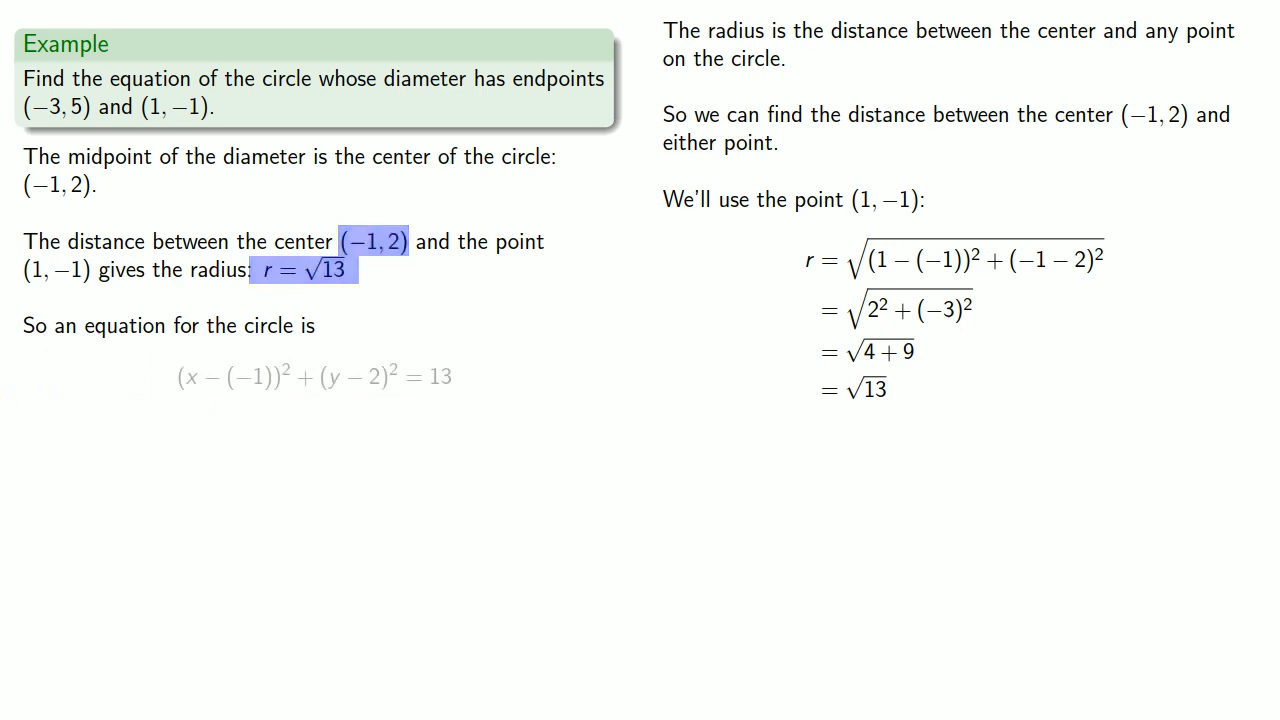 Example
Find the equation of the circle whose diameter has endpoints
(−3, 5) and (1, −1).
The midpoint of the diameter is the center of the circle:
(−1, 2).
The distance between the center (−1, 2) and the point
(1, −1) gives the radius: r = √13
So an equation for the circle is
(x − (−1))² + (y − 2)² = 13
The radius is the distance between the center and any point
on the circle.
So we can find the distance between the center (−1, 2) and
either point.
We'll use the point (1, −1):
r = √((1 − (−1))² + (−1 − 2)²)
= √(2² + (−3)²)
= √(4 + 9)
= √13